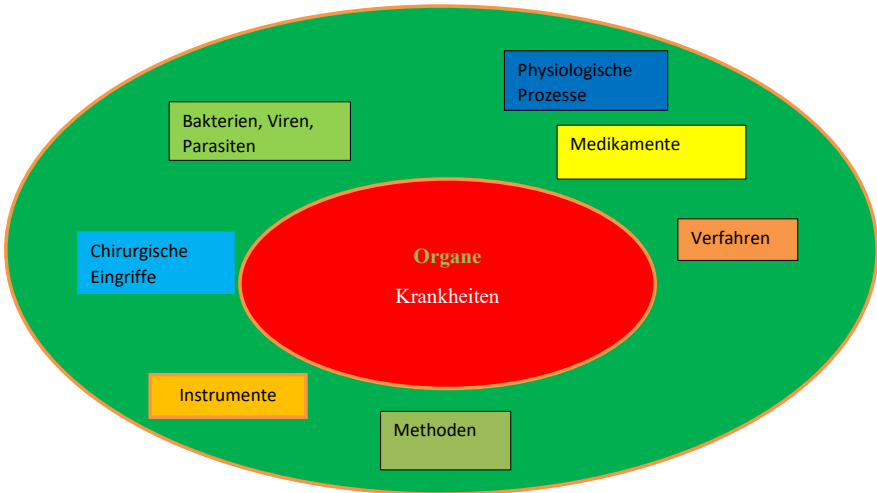 Physiologische
Prozesse
Bakterien, Viren,
Parasiten
Medikamente
Verfahren
Chirurgische
Eingriffe
Organe
Krankheiten
Instrumente
Methoden